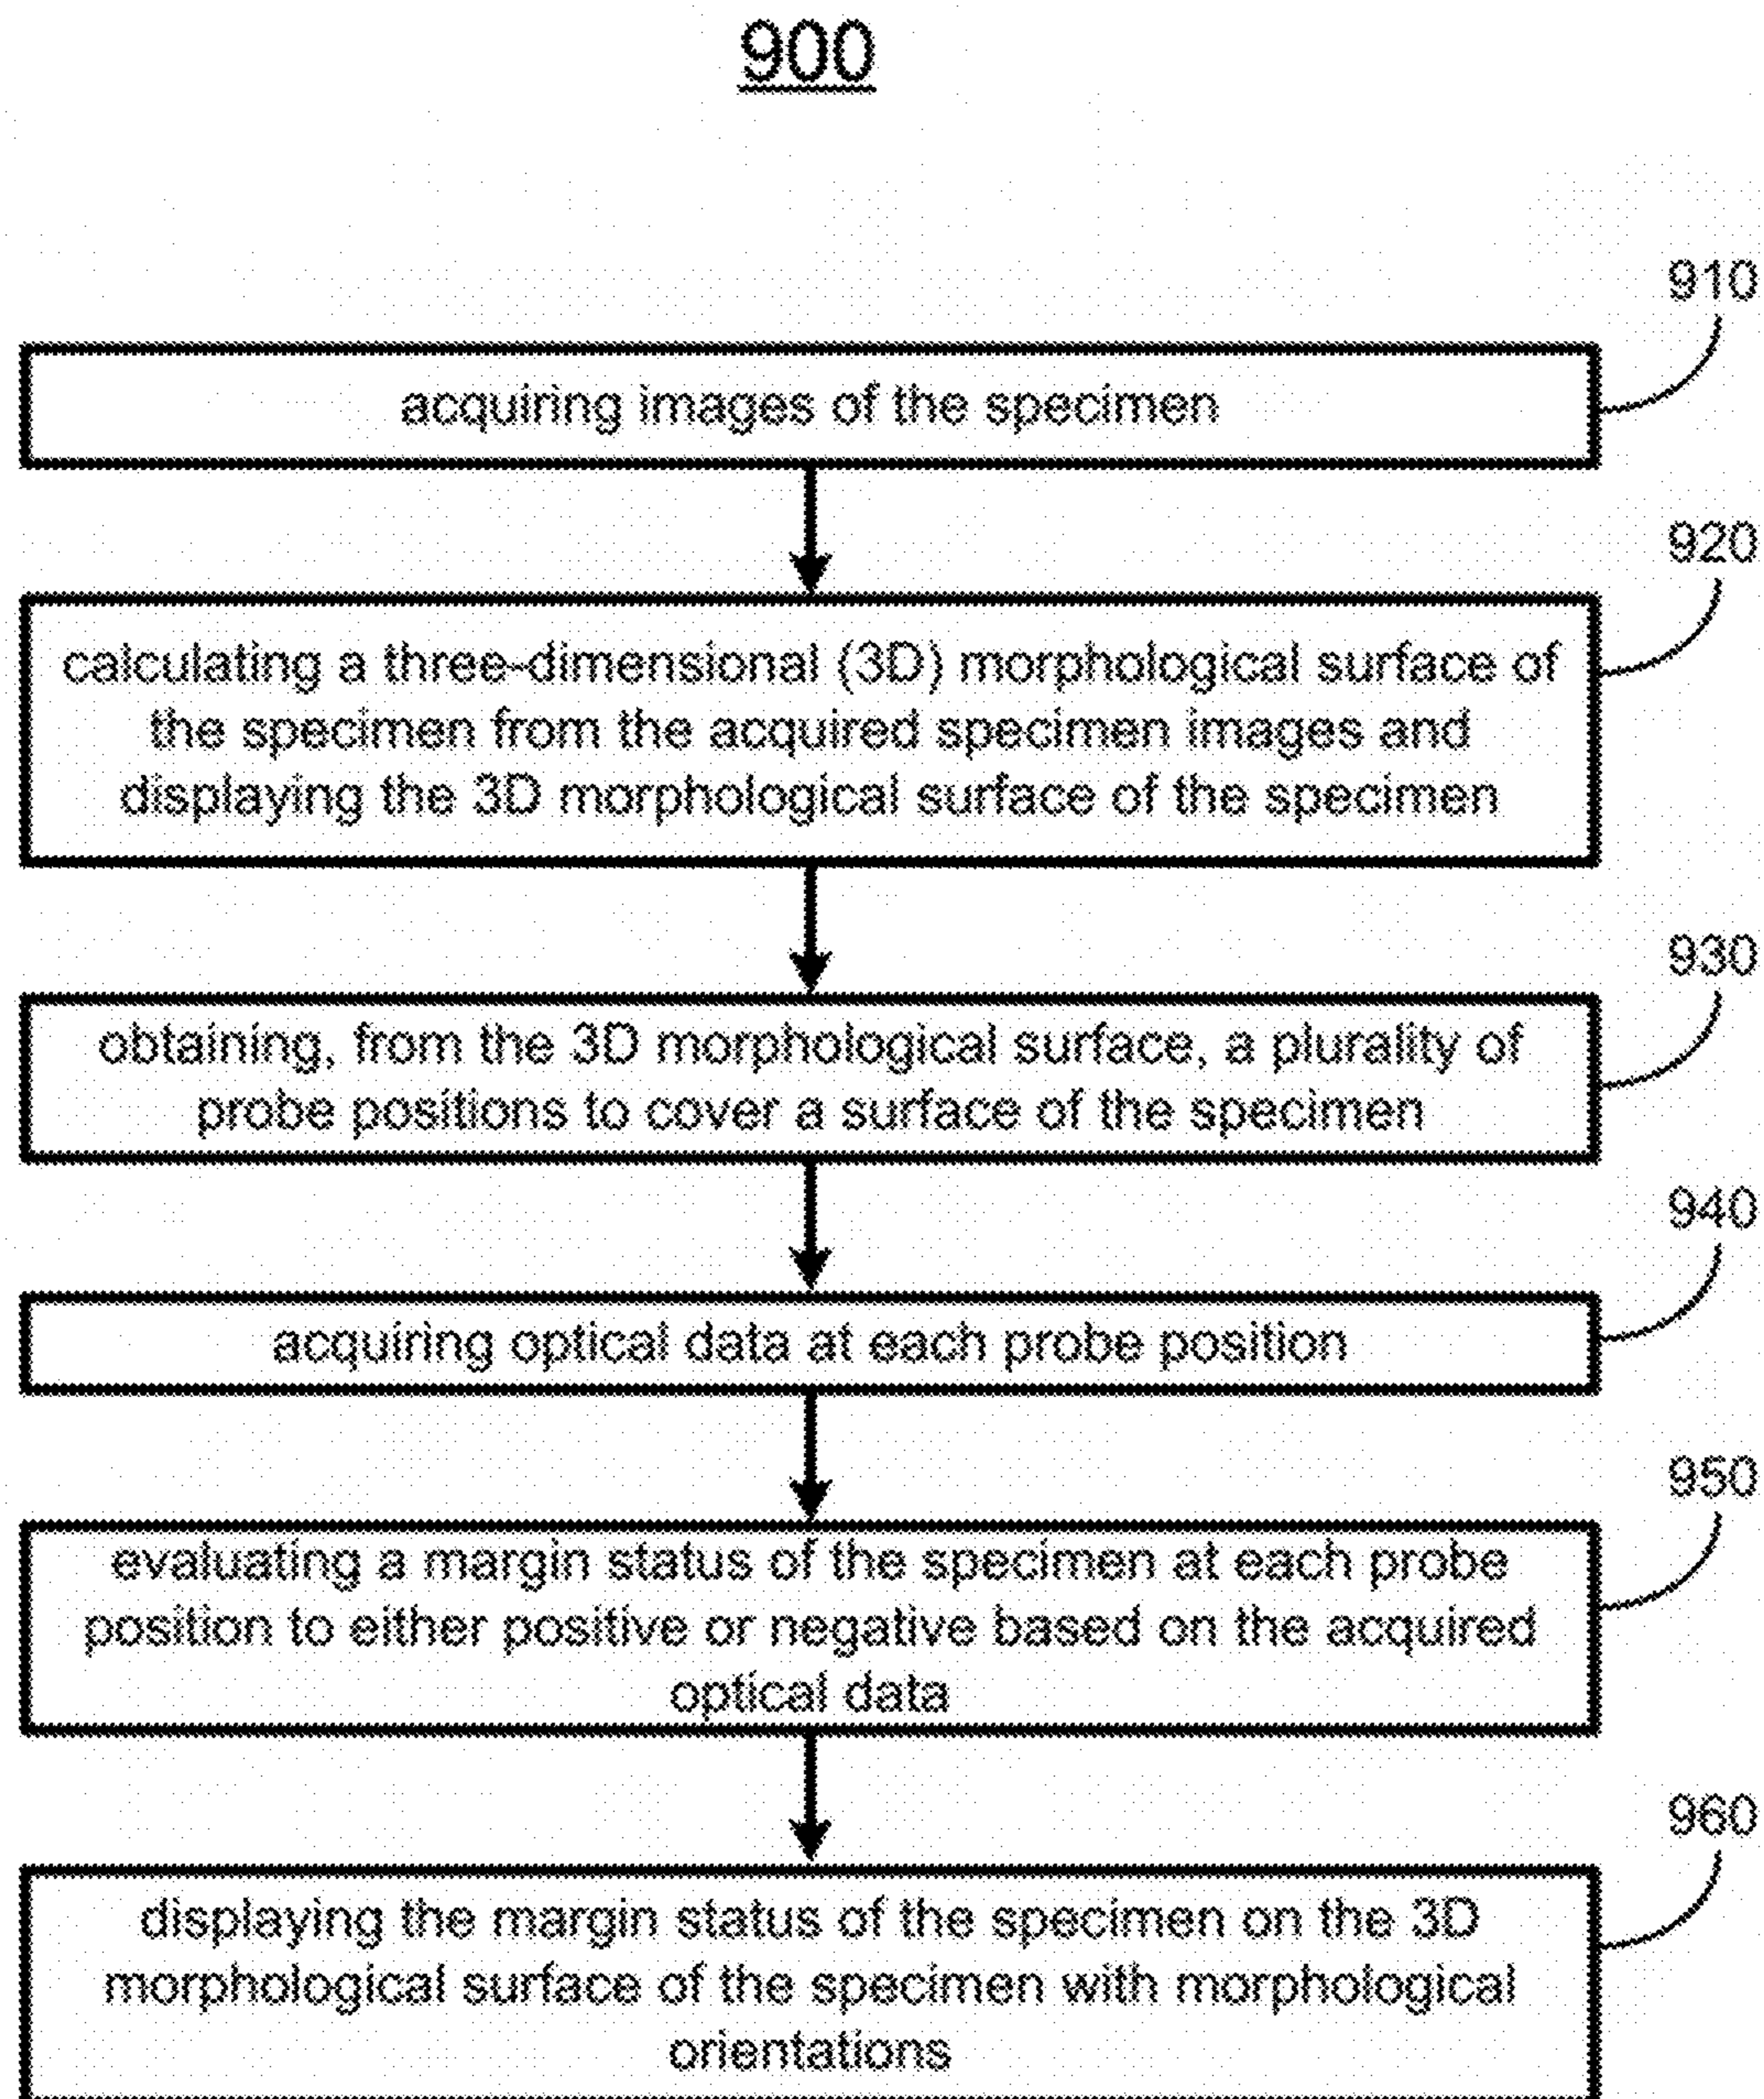 900
910
acquiring images of the specimen
920
calculating a three-dimensional (3D) morphological surface of
the specimen from the acquired specimen images and
displaying the 3D morphological surface of the specimen
930
obtaining, from the 3D morphological surface, a plurality of
probe positions to cover a surface of the specimen
940
acquiring optical data at each probe position
950
evaluating a margin status of the specimen at each probe
position to either positive or negative based on the acquired
optical data
960
displaying the margin status of the specimen on the 3D
morphological surface of the specimen with morphological
orientations